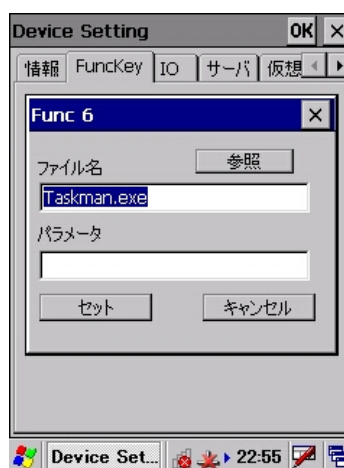 Device Setting OK ×
情報 FuncKey IO サーバ 仮想
Func 6 ×
ファイル名 参照
Taskman.exe
パラメータ
セット キャンセル
Device Set... 22:55